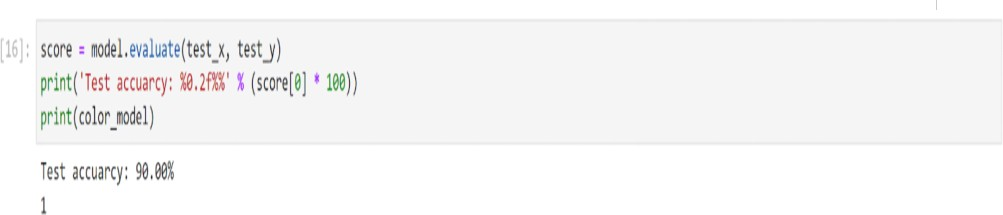 [16]: score = model.evaluate(test_x, test_y)
print('Test accuarcy: %0.2f%%' % (score[0] * 100))
print(color_model)
Test accuarcy: 90.00%
1